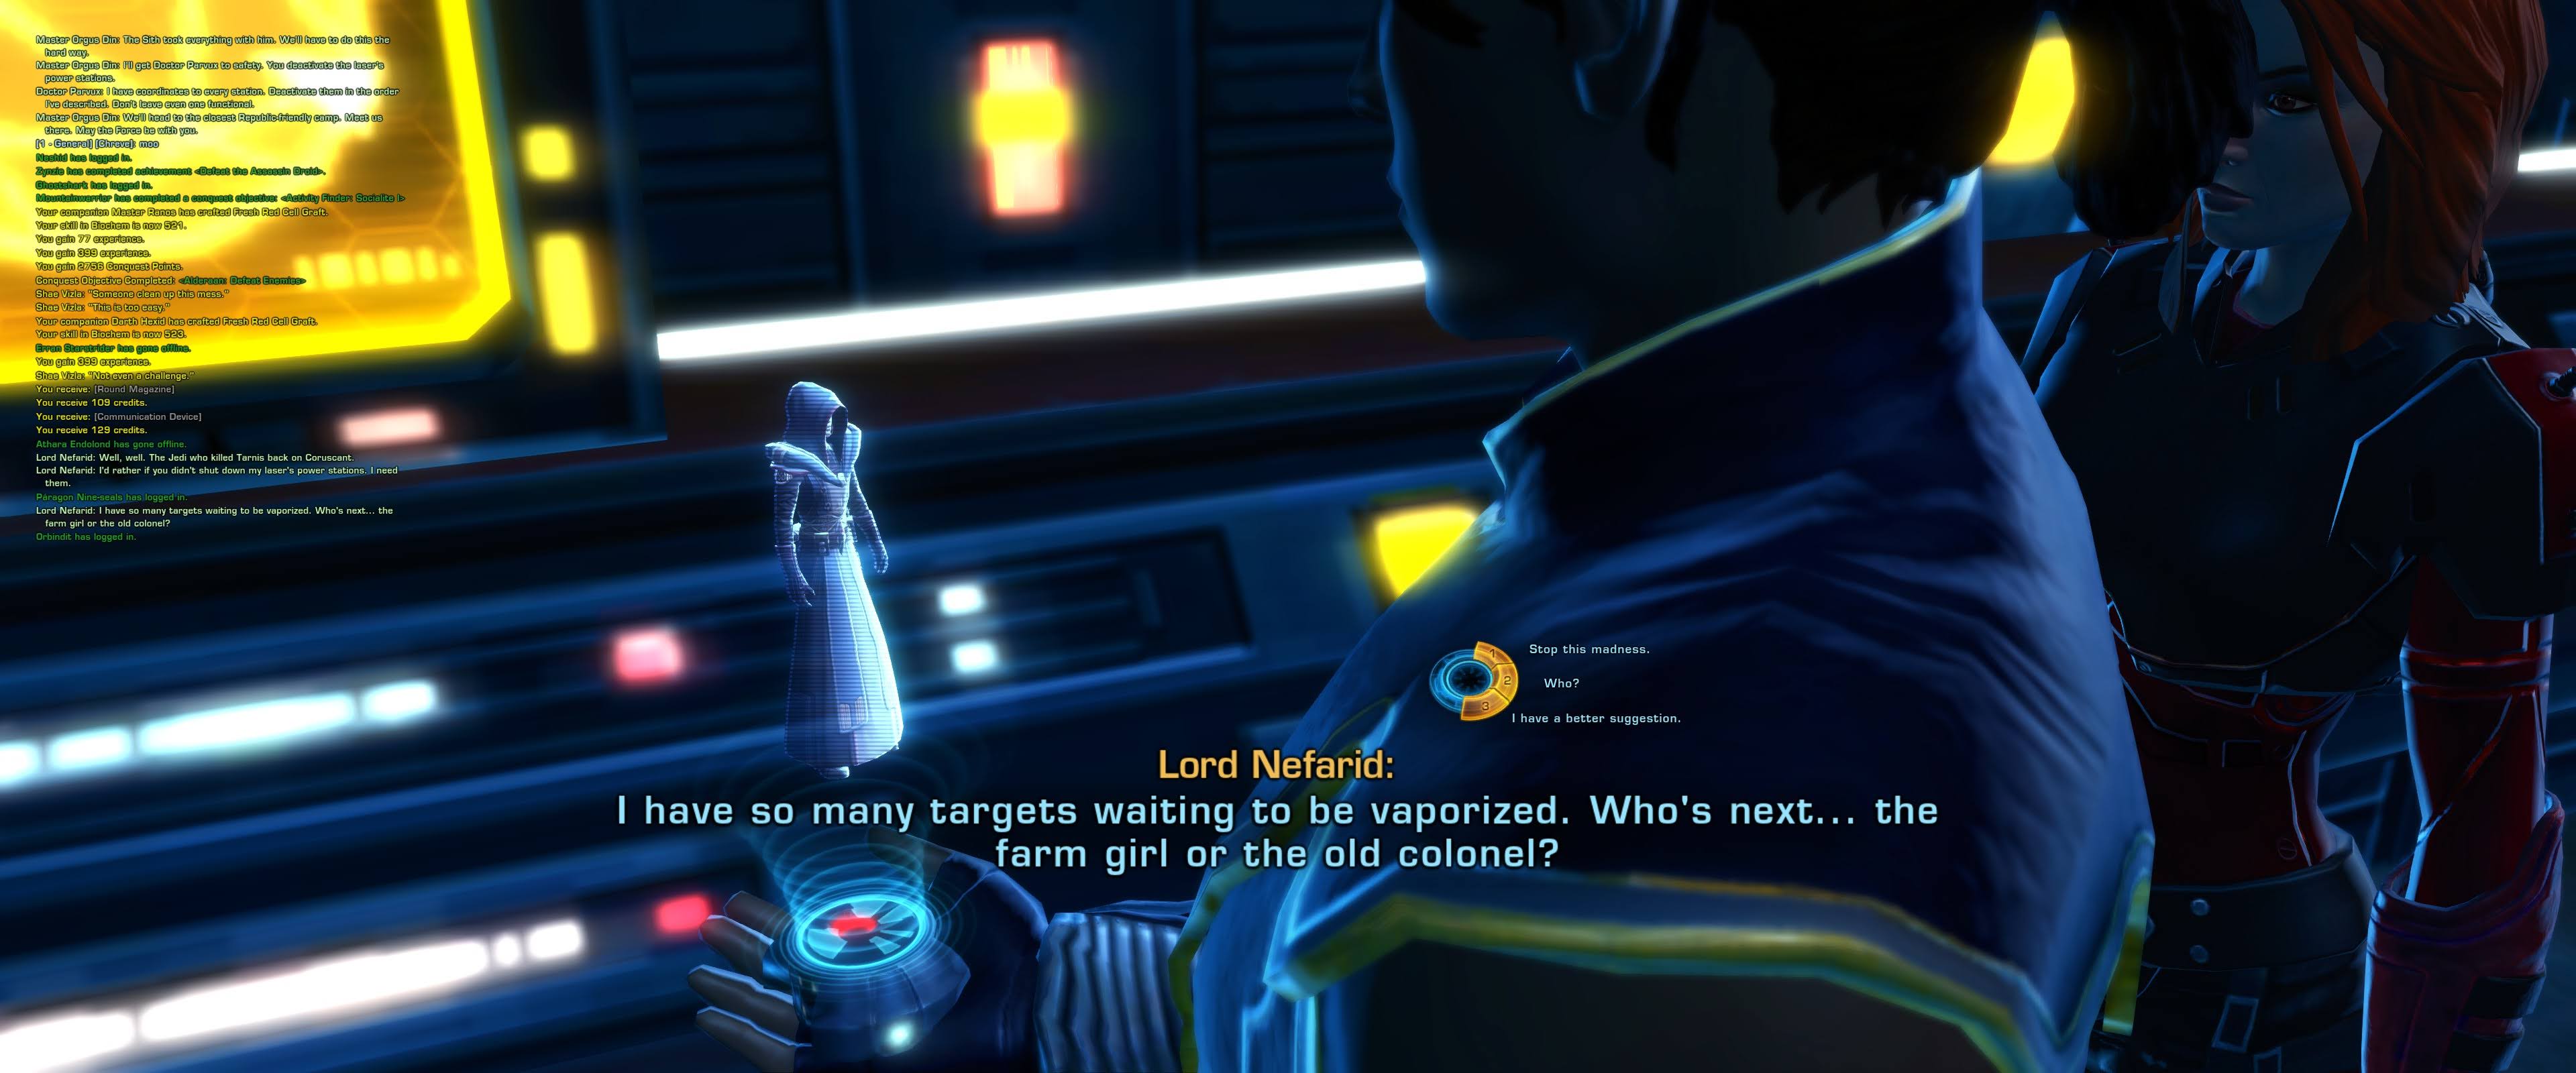 Master Orgus Din: The Sith took everything with him. We'll have to do this the
hard way.
Master Orgus Din: I'll get Doctor Parvux to safety. You deactivate the laser's
power stations.
Doctor Parvux: I have coordinates to every station. Deactivate them in the order
I've described. Don't leave even one functional.
Master Orgus Din: We'll head to the closest Republic-friendly camp. Meet us
there. May the Force be with you.
[1 - General] [Chreve]: moo
Neshid has logged in.
Zynzle has completed achievement <Defeat the Assassin Droid>.
Ghostshark has logged in.
Mountainwarrior has completed a conquest objective: <Activity Finder: Socialite I>
Your companion Master Ranos has crafted Fresh Red Cell Graft.
Your skill in Biochem is now 521.
You gain 77 experience.
You gain 399 experience.
You gain 2756 Conquest Points.
Conquest Objective Completed: <Alderaan: Defeat Enemies>
Shae Vizla: "Someone clean up this mess."
Shae Vizla: "This is too easy."
Your companion Darth Hexid has crafted Fresh Red Cell Graft.
Your skill in Biochem is now 523.
Erran Starstrider has gone offline.
You gain 399 experience.
Shae Vizla: "Not even a challenge."
You receive: [Round Magazine]
You receive 109 credits.
You receive: [Communication Device]
You receive 129 credits.
Athara Endolond has gone offline.
Lord Nefarid: Well, well. The Jedi who killed Tarnis back on Coruscant.
Lord Nefarid: I'd rather if you didn't shut down my laser's power stations. I need
them.
Páragon Nine-seals has logged in.
Lord Nefarid: I have so many targets waiting to be vaporized. Who's next... the
farm girl or the old colonel?
Orbindit has logged in.
1
Stop this madness.
2
Who?
3
I have a better suggestion.
Lord Nefarid:
I have so many targets waiting to be vaporized. Who's next... the
farm girl or the old colonel?